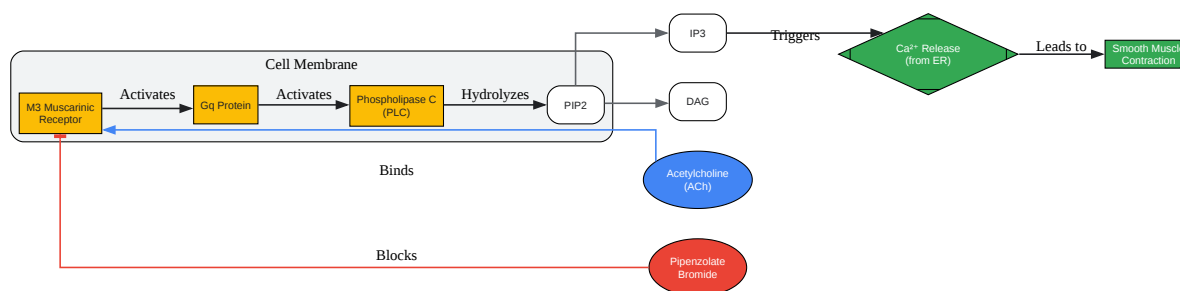 IP3
Triggers
Ca²⁺ Release
(from ER)
Leads to
Smooth Muscle
Contraction
Cell Membrane
M3 Muscarinic
Receptor
Activates
Gq Protein
Activates
Phospholipase C
(PLC)
Hydrolyzes
PIP2
DAG
Binds
Acetylcholine
(ACh)
Blocks
Pipenzolate
Bromide